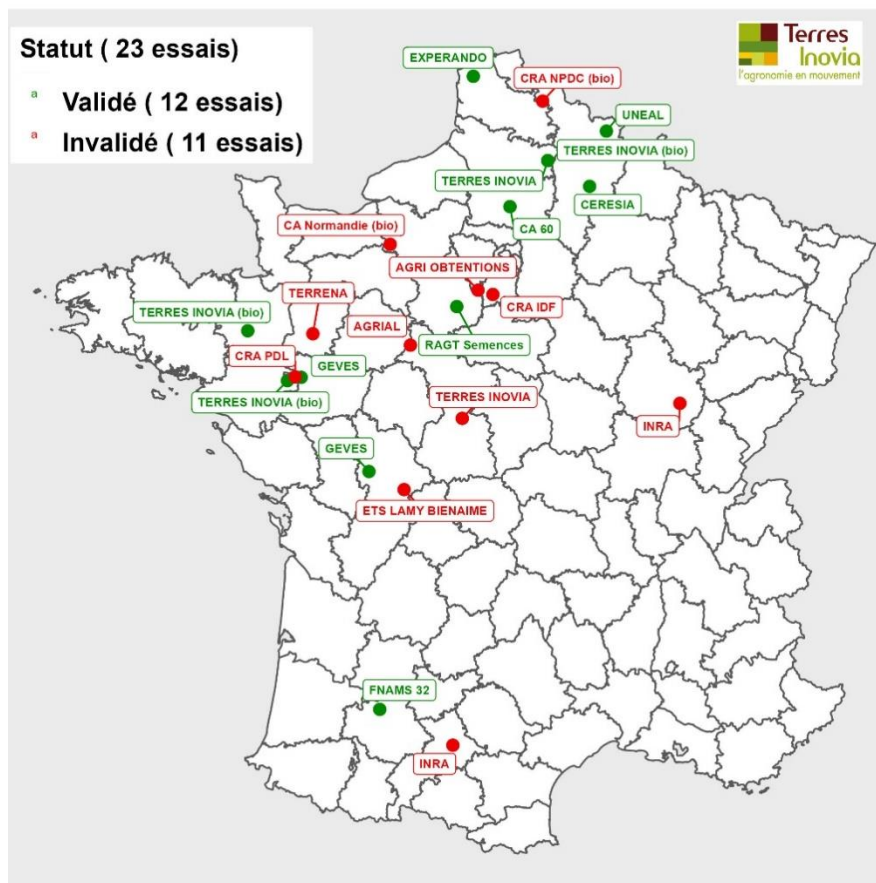 Statut ( 23 essais)
a Validé ( 12 essais)
a Invalidé ( 11 essais)
Terres
Inovia
l'agronomie en mouvement
EXPERANDO
CRA NPDC (bio)
UNEAL
TERRES INOVIA (bio)
TERRES INOVIA
CERESIA
CA 60
CA Normandie (bio)
AGRI OBTENTIONS
CRA IDF
TERRENA
TERRES INOVIA (bio)
AGRIAL
RAGT Semences
CRA PDL
GEVES
TERRES INOVIA (bio)
TERRES INOVIA
INRA
GEVES
ETS LAMY BIENAIME
FNAMS 32
INRA